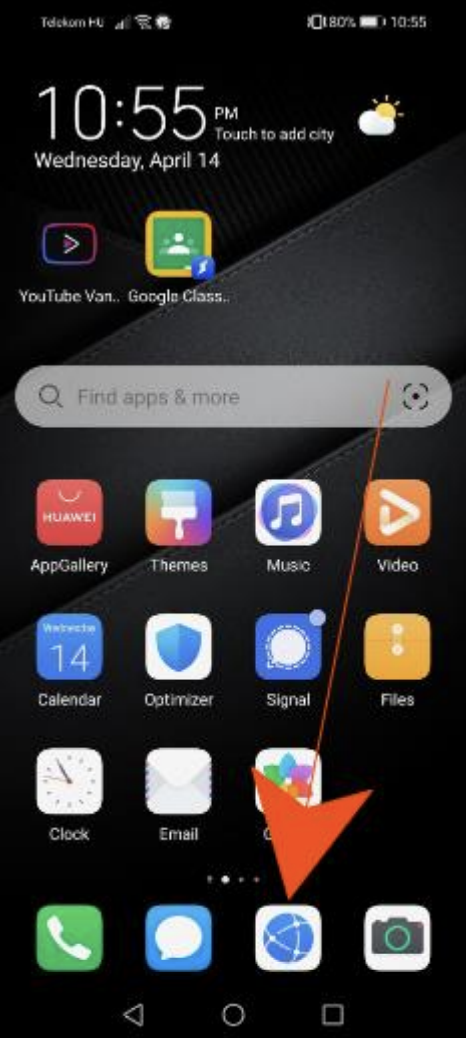 Telekom HU 80% 10:55
10:55 PM
Touch to add city
Wednesday, April 14
YouTube Van.. Google Class..
Find apps & more
HUAWEI
AppGallery Themes Music Video
Wednesday
14
Calendar Optimizer Signal Files
Clock Email